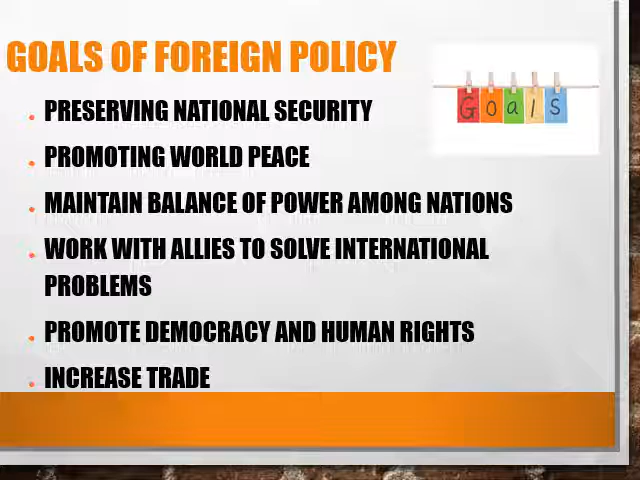 GOALS OF FOREIGN POLICY
Goals
PRESERVING NATIONAL SECURITY
PROMOTING WORLD PEACE
MAINTAIN BALANCE OF POWER AMONG NATIONS
WORK WITH ALLIES TO SOLVE INTERNATIONAL
PROBLEMS
PROMOTE DEMOCRACY AND HUMAN RIGHTS
INCREASE TRADE